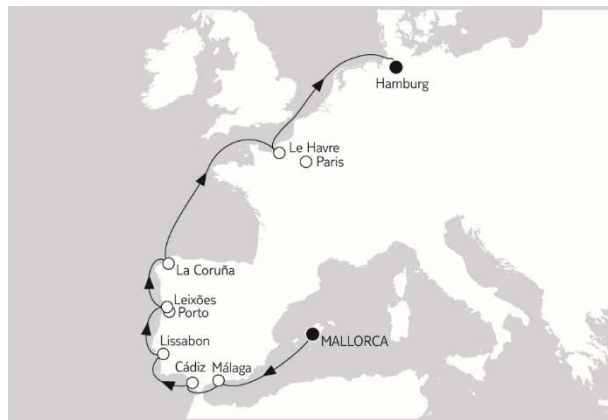 Hamburg
Le Havre
Paris
La Coruña
Leixões
Porto
Lissabon
Cádiz
Málaga
MALLORCA